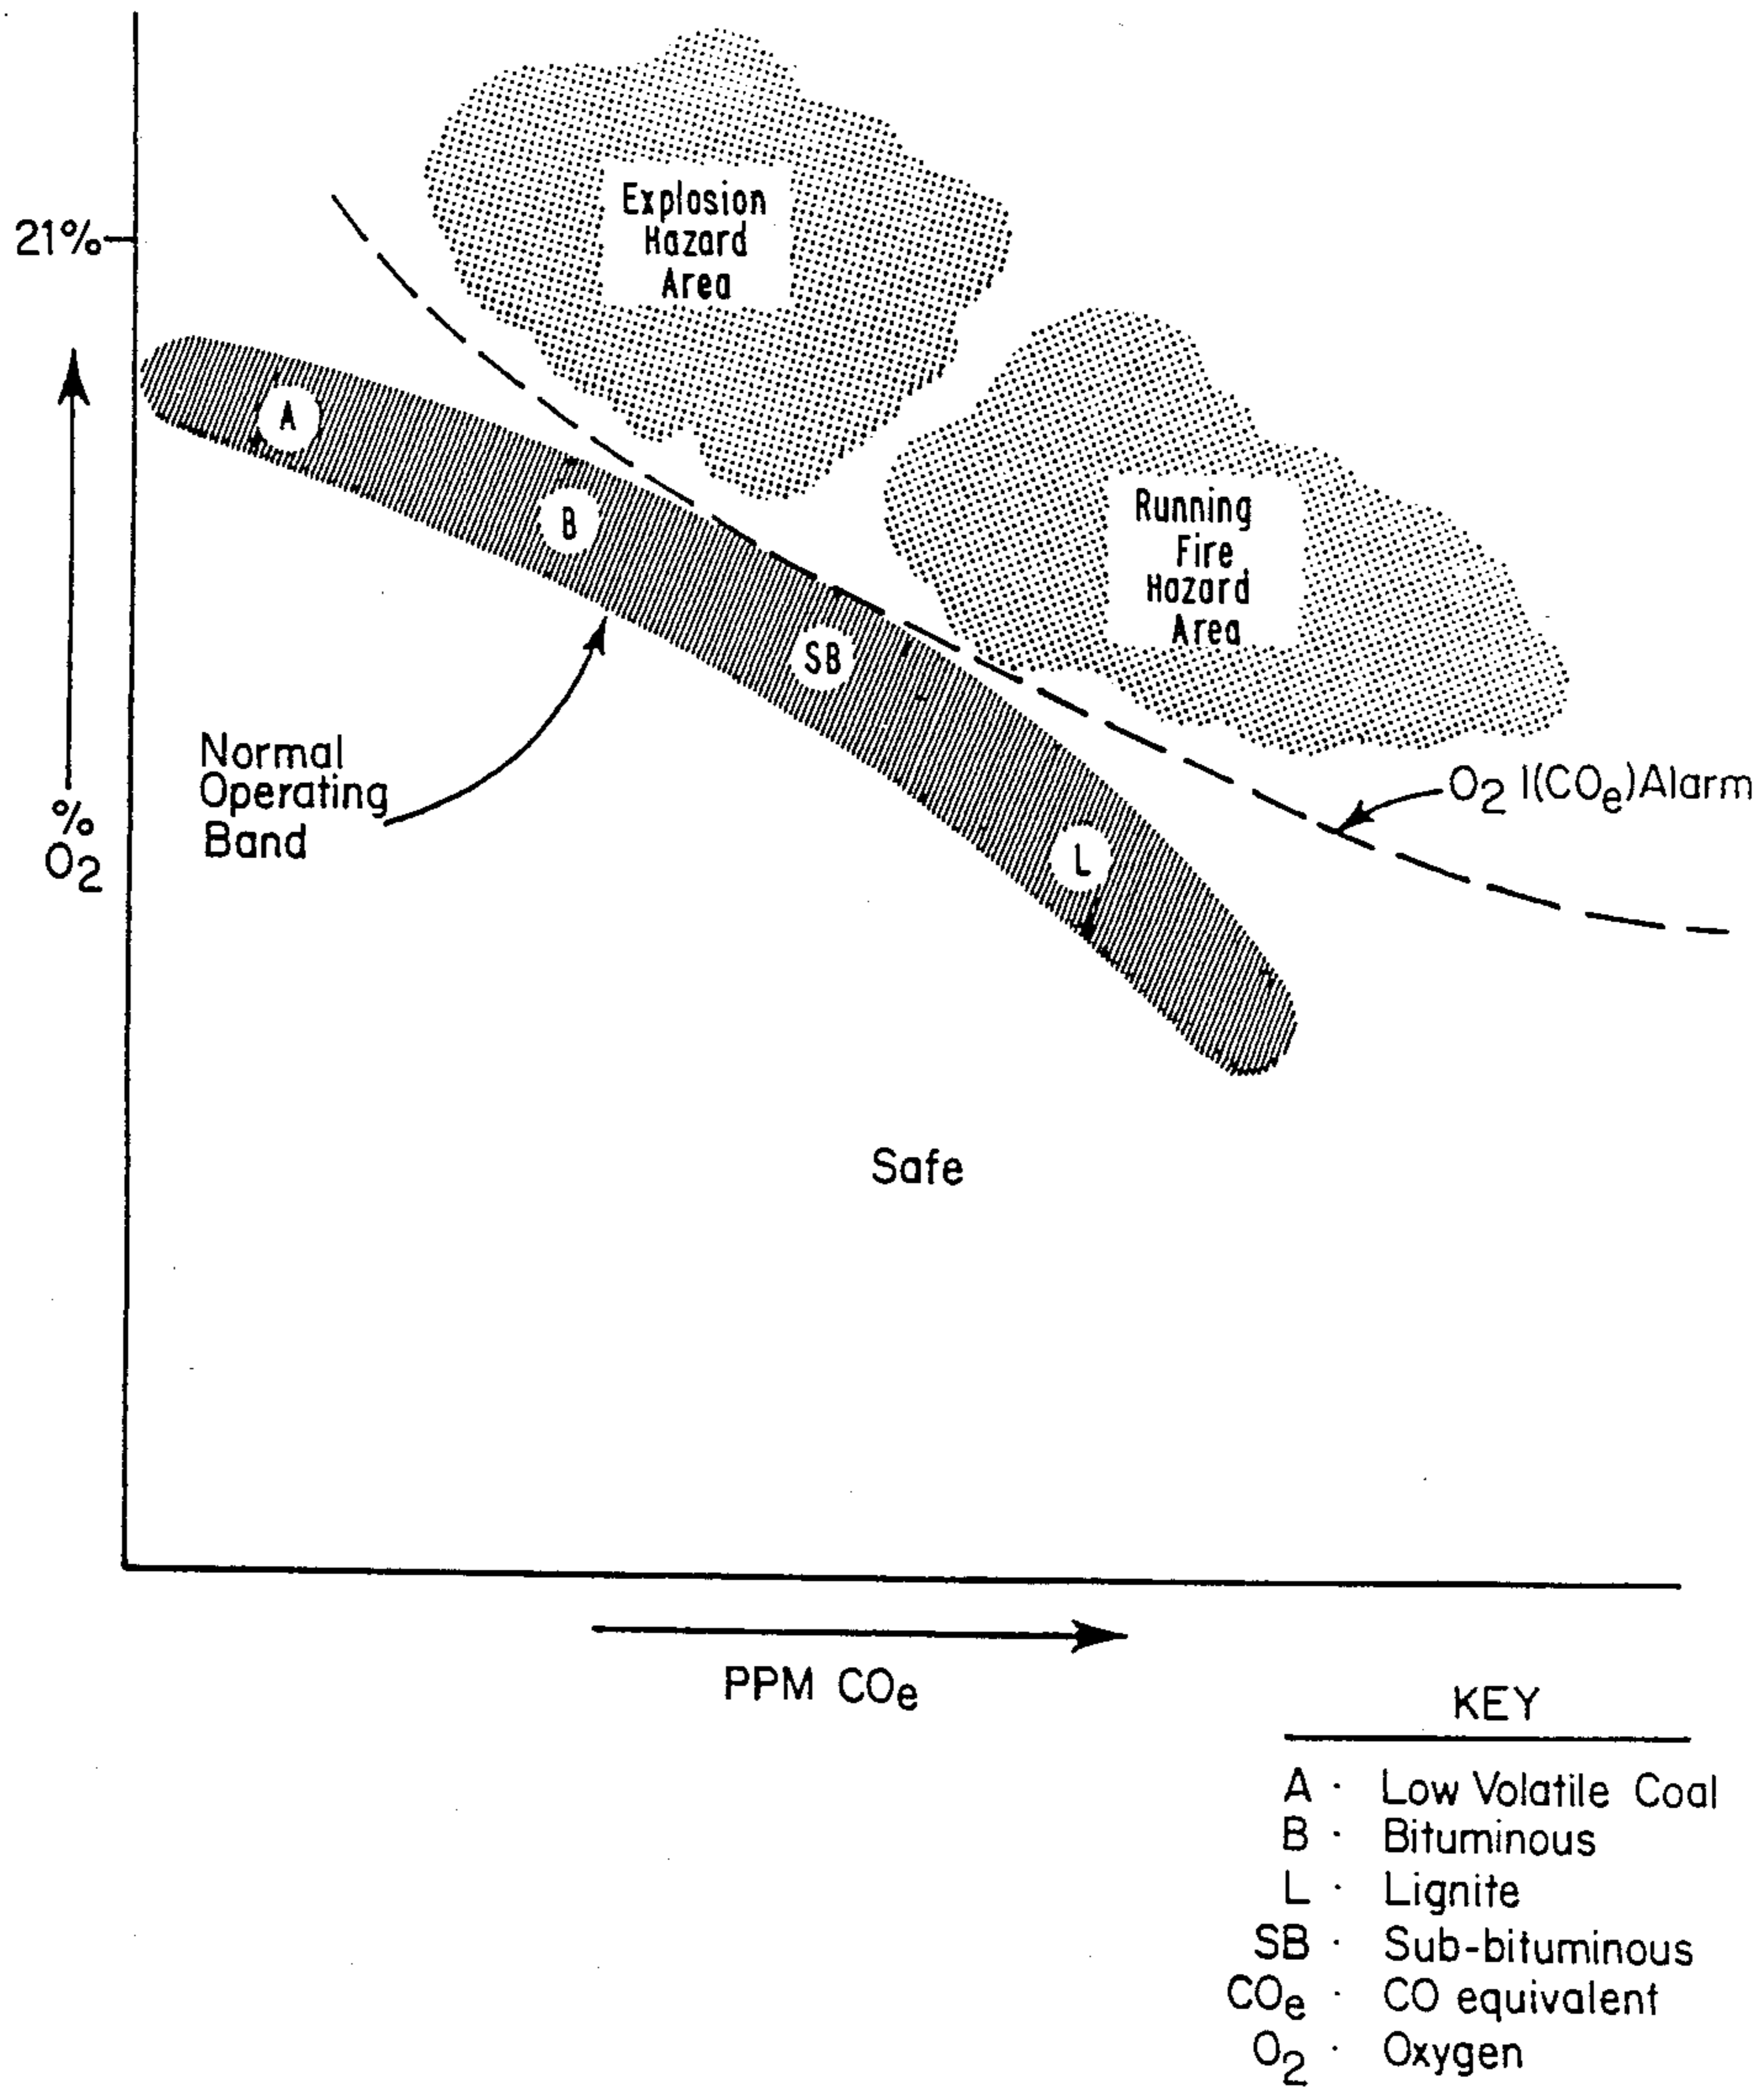 Explosion
Hazard
Area
21%
A
B
Running
Fire
Hazard
Area
SB
Normal
Operating
Band
O2 I(COe) Alarm
%
O2
L
Safe
PPM COe
KEY
A · Low Volatile Coal
B · Bituminous
L · Lignite
SB · Sub-bituminous
COe · CO equivalent
O2 · Oxygen